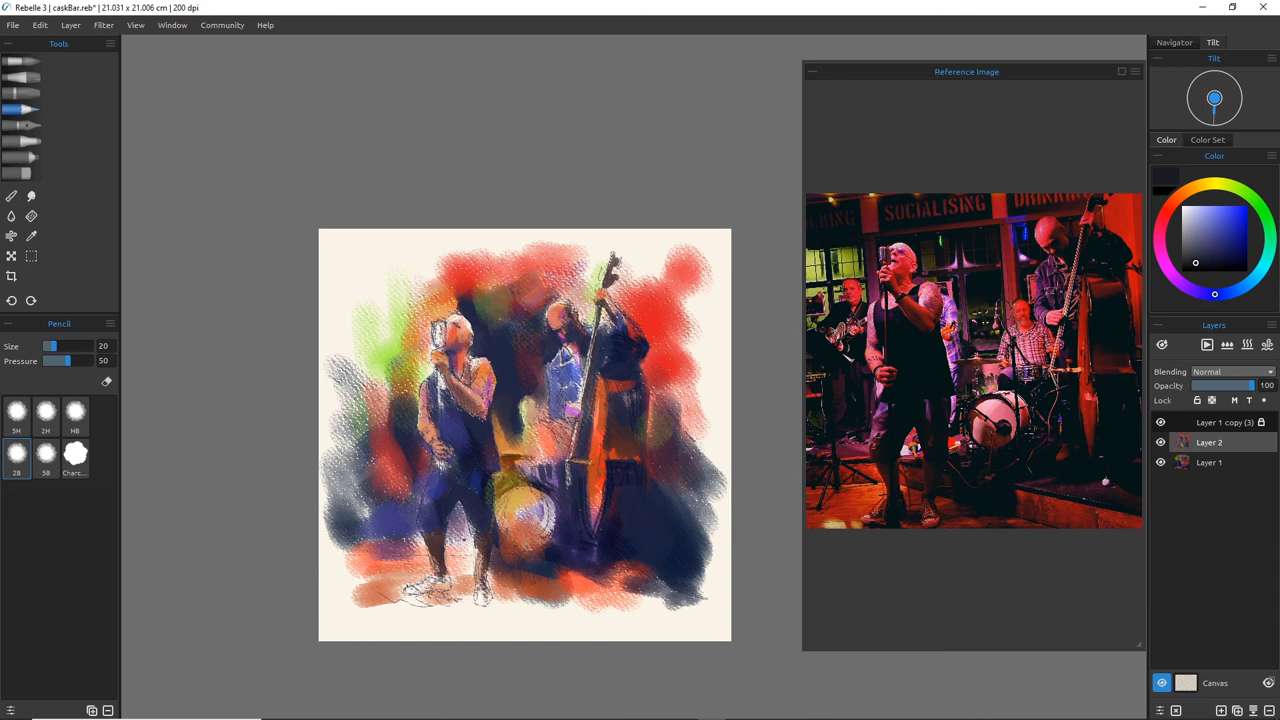 Rebelle 3 | caskBar.reb* | 21.031 x 21.006 cm | 200 dpi
File Edit Layer Filter View Window Community Help
Tools
Pencil
Size 20
Pressure 50
5H 2H HB
2B 5B Charc...
Reference Image
SOCIALISING DRINKING
Navigator Tilt
Tilt
Color Color Set
Color
Layers
Blending Normal
Opacity 100
Lock M T
Layer 1 copy (3)
Layer 2
Layer 1
Canvas